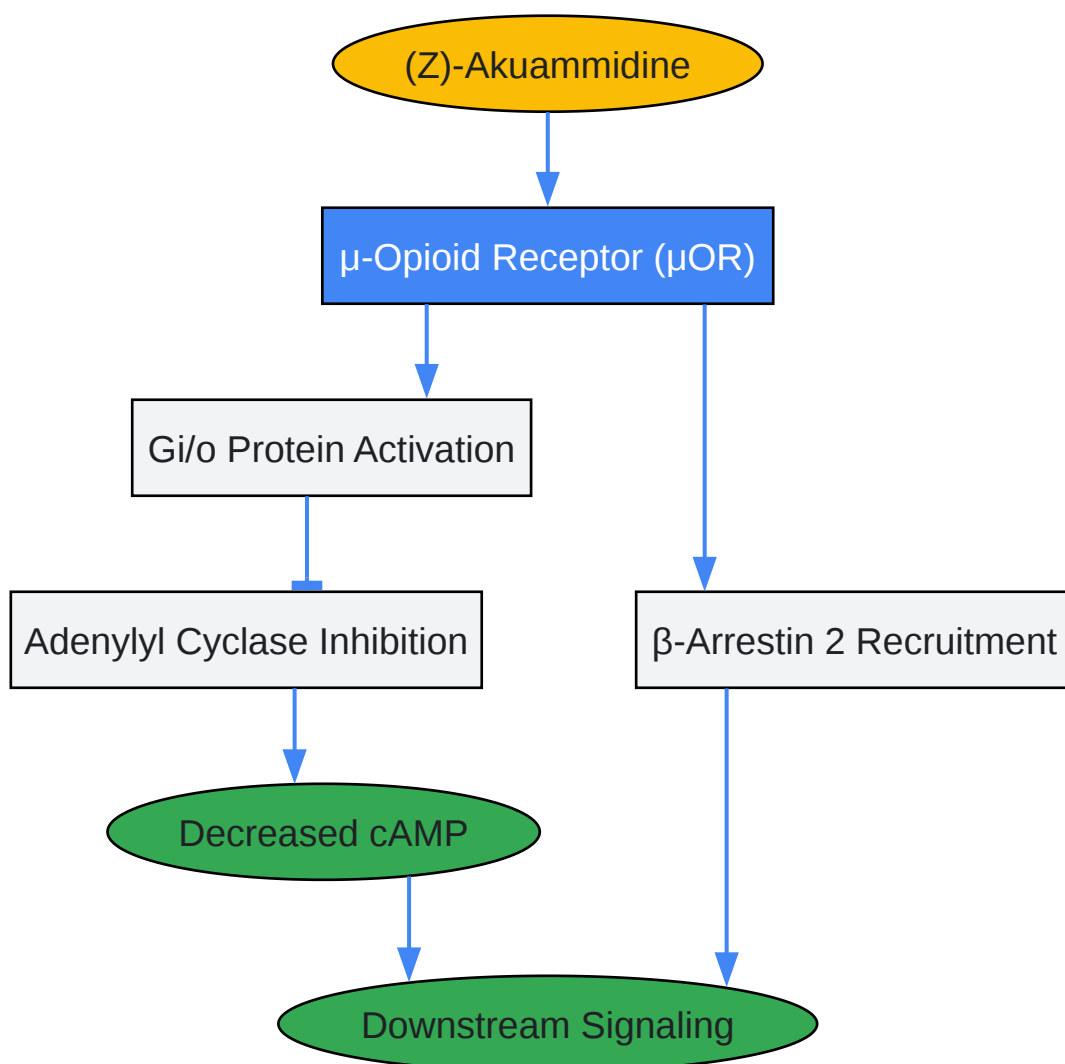 (Z)-Akuammidine
μ-Opioid Receptor (μOR)
Gi/o Protein Activation
Adenylyl Cyclase Inhibition
β-Arrestin 2 Recruitment
Decreased cAMP
Downstream Signaling